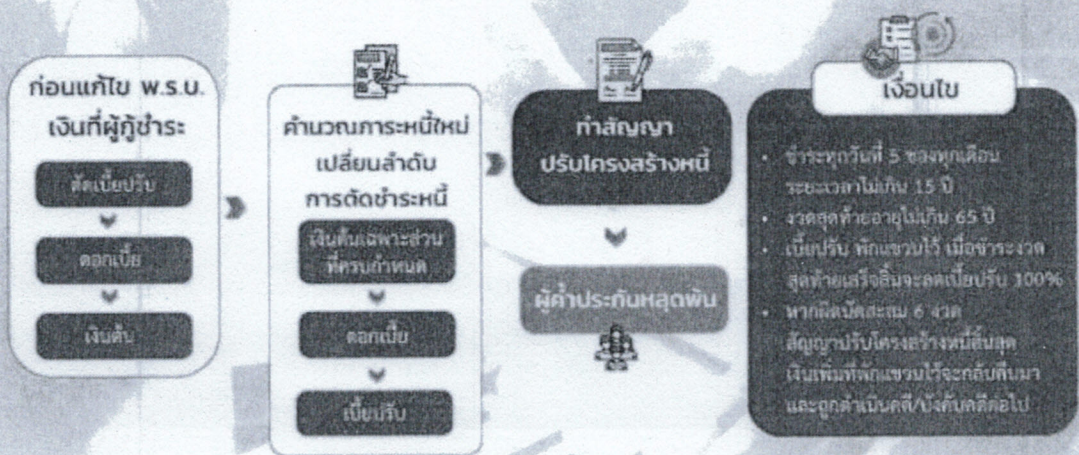 ก่อนแก้ไข พ.ร.บ.
เงินที่ผู้กู้ชำระ
ตัดเบี้ยปรับ
ดอกเบี้ย
เงินต้น
คำนวณภาระหนี้ใหม่
เปลี่ยนลำดับ
การตัดชำระหนี้
เงินต้นเฉพาะส่วน
ที่ครบกำหนด
ดอกเบี้ย
เบี้ยปรับ
ทำสัญญา
ปรับโครงสร้างหนี้
ผู้ค้ำประกันหลุดพ้น
เงื่อนไข
• ชำระทุกวันที่ 5 ของทุกเดือน
ระยะเวลาไม่เกิน 15 ปี
• งวดสุดท้ายอายุไม่เกิน 65 ปี
• เบี้ยปรับ พักแขวนไว้ เมื่อชำระงวด
สุดท้ายเสร็จสิ้นจะลดเบี้ยปรับ 100%
• หากผิดนัดสะสม 6 งวด
สัญญาปรับโครงสร้างหนี้สิ้นสุด
เงินเพิ่มที่พักแขวนไว้จะกลับคืนมา
และถูกดำเนินคดี/บังคับคดีต่อไป